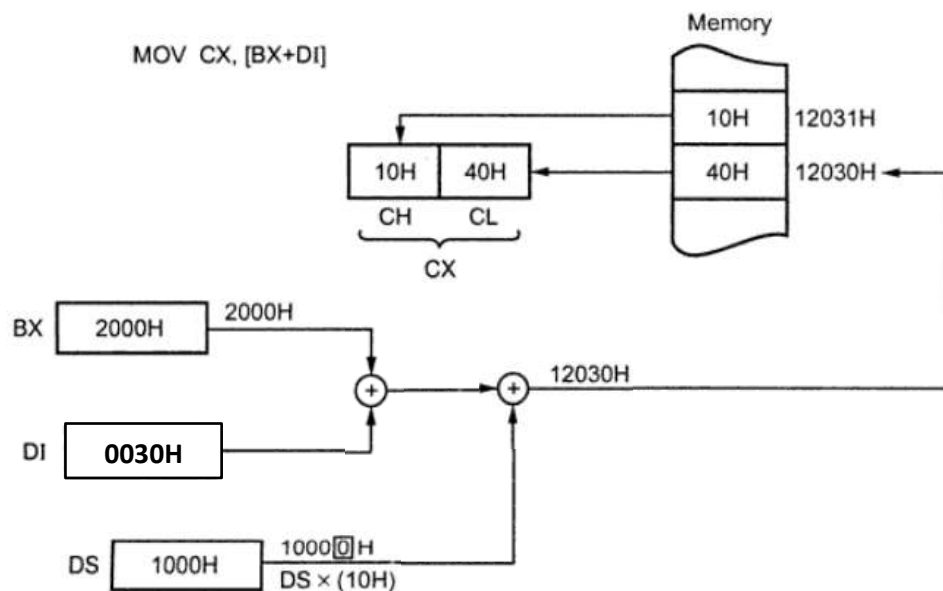 Memory
MOV CX, [BX+DI]
10H 12031H
10H 40H 40H 12030H
CH CL
CX
BX 2000H 2000H
+ + 12030H
DI 0030H
DS 1000H 10000H
DS × (10H)